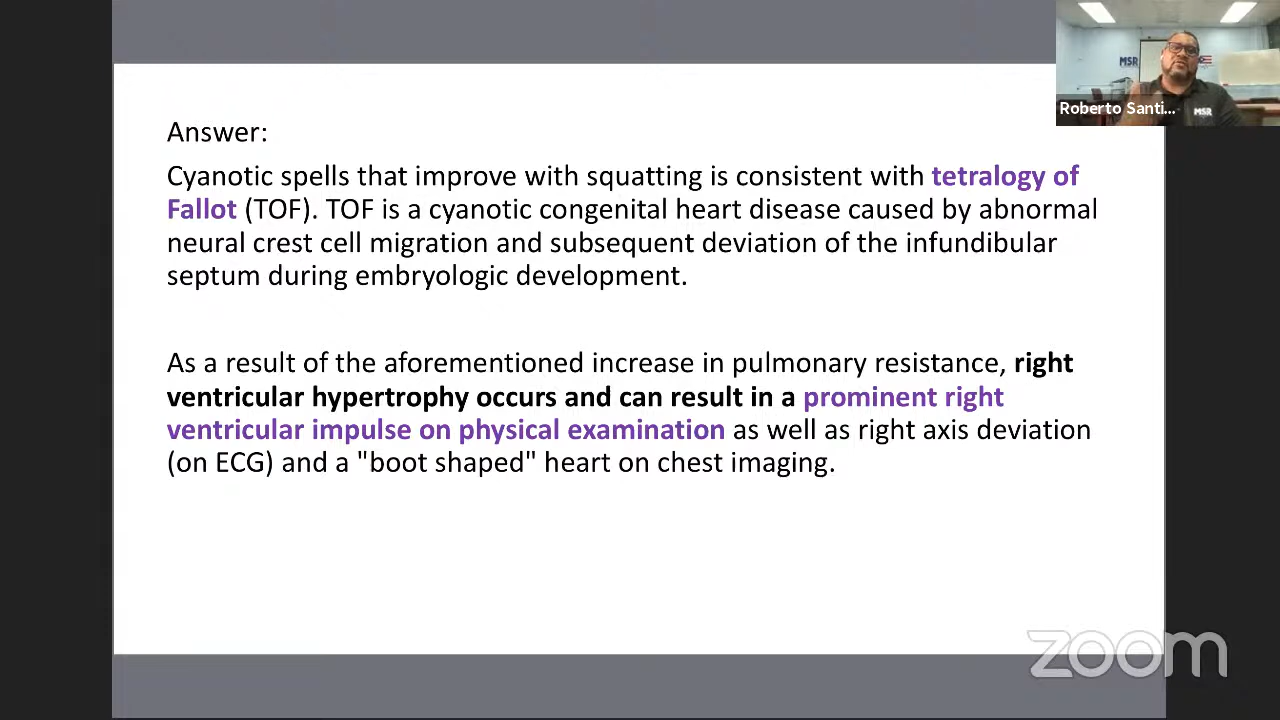 MSR
Roberto Santi...
MSR
Answer:
Cyanotic spells that improve with squatting is consistent with tetralogy of
Fallot (TOF). TOF is a cyanotic congenital heart disease caused by abnormal
neural crest cell migration and subsequent deviation of the infundibular
septum during embryologic development.
As a result of the aforementioned increase in pulmonary resistance, right
ventricular hypertrophy occurs and can result in a prominent right
ventricular impulse on physical examination as well as right axis deviation
(on ECG) and a "boot shaped" heart on chest imaging.
zoom